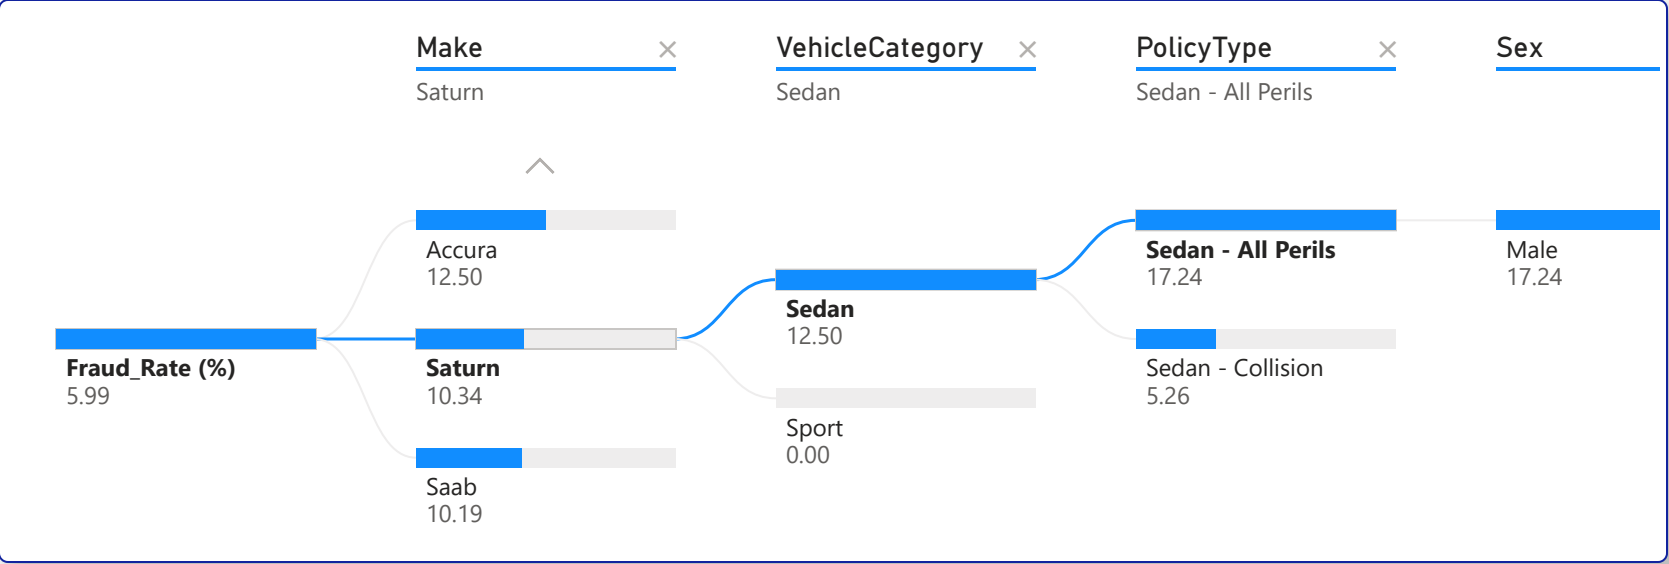 Make
VehicleCategory
PolicyType
Sex
Saturn
Sedan
Sedan - All Perils
Fraud_Rate (%)
5.99
Accura
12.50
Saturn
10.34
Saab
10.19
Sedan
12.50
Sport
0.00
Sedan - All Perils
17.24
Sedan - Collision
5.26
Male
17.24